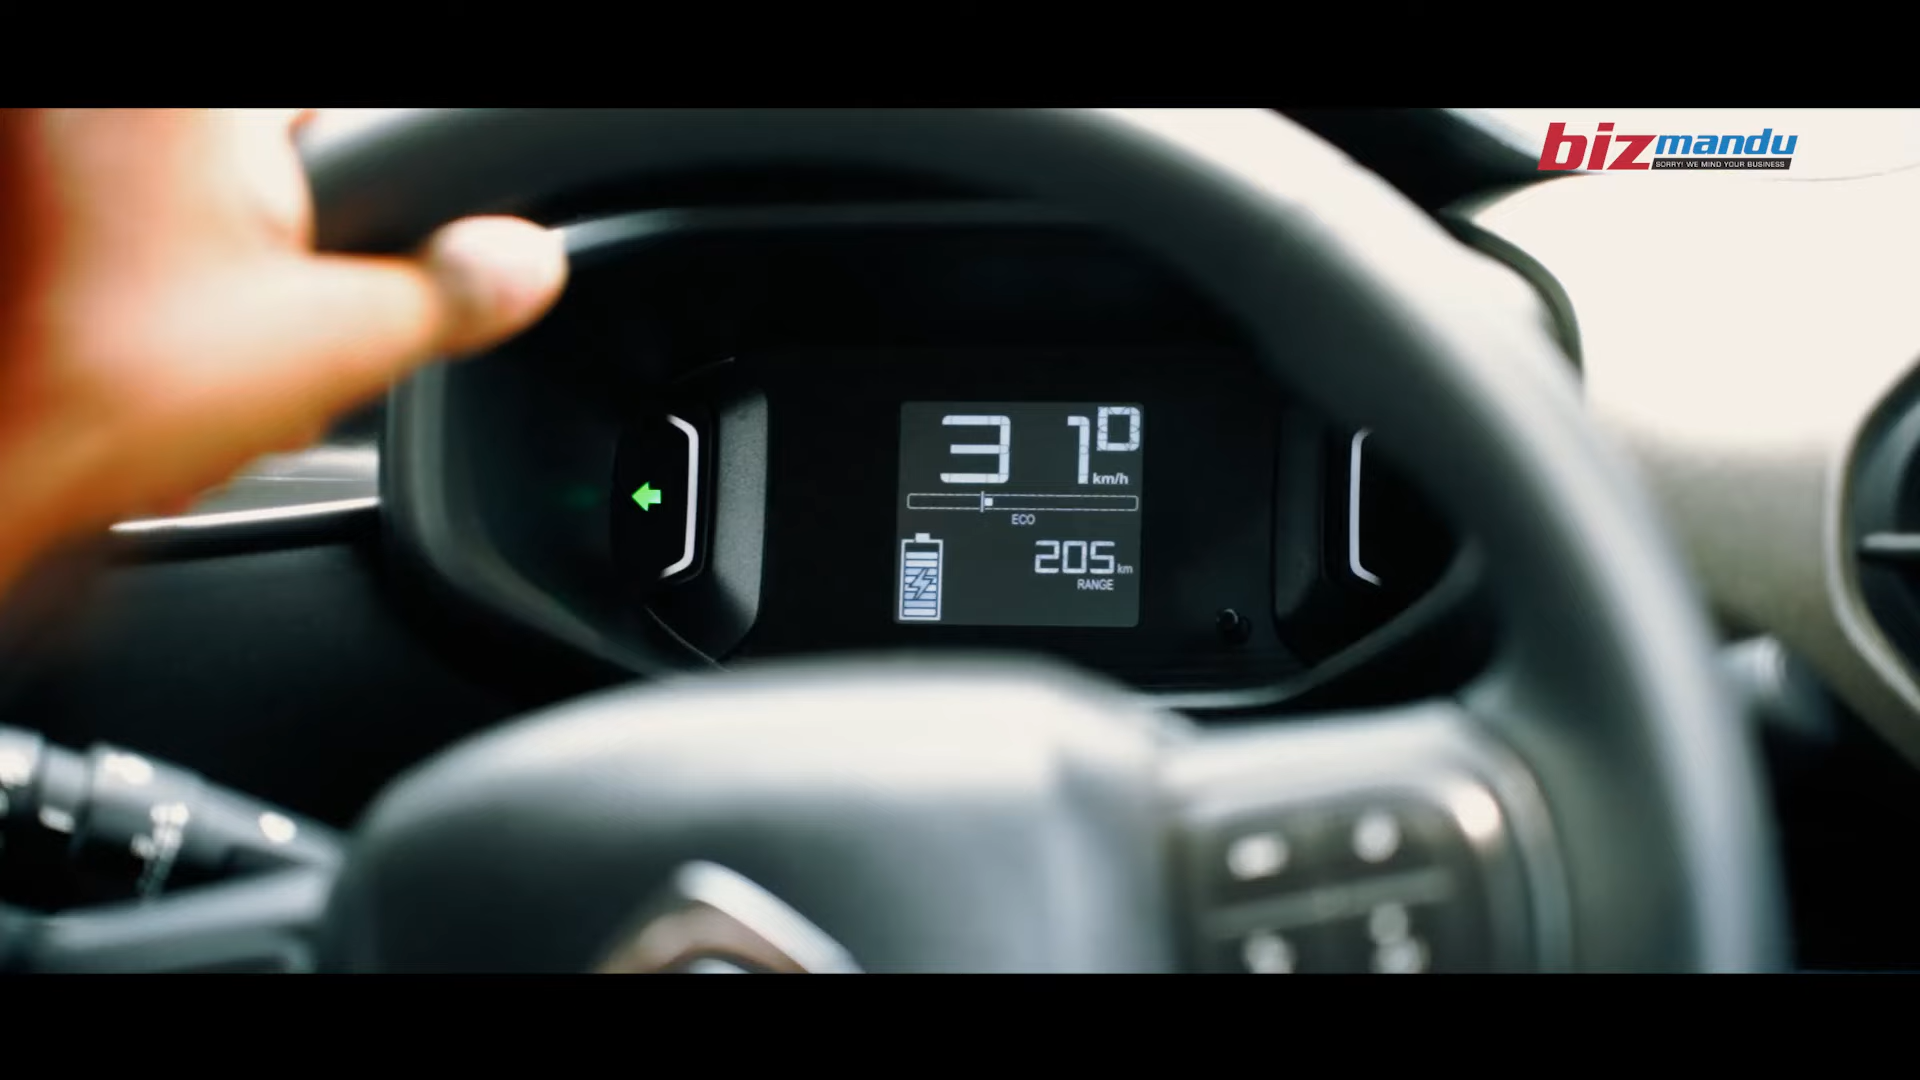 bizmandu
SORRY! WE MIND YOUR BUSINESS
31 D
km/h
ECO
205 km
RANGE